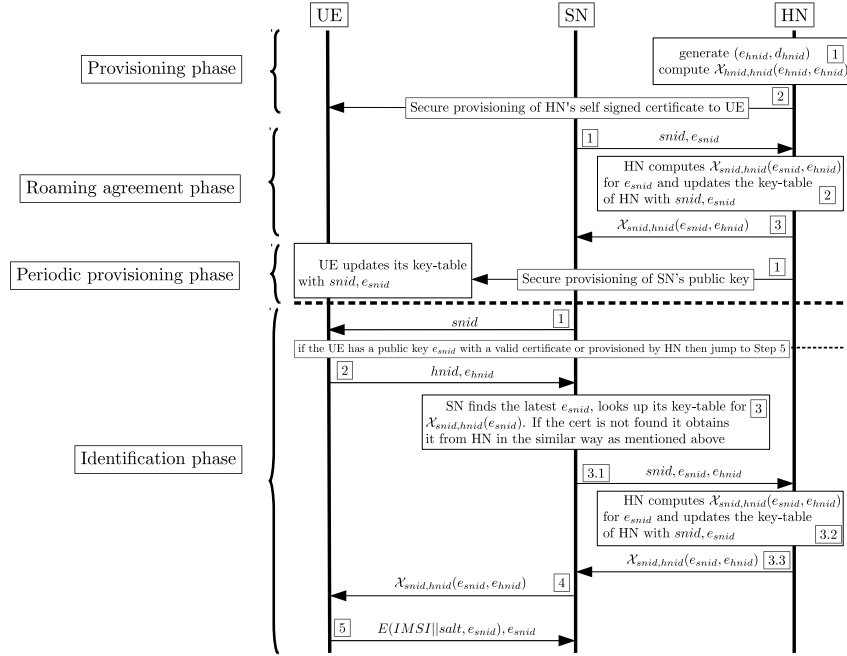 UE SN HN
Provisioning phase
generate (e_hnid, d_hnid) 1
compute 𝒳_hnid,hnid(e_hnid, e_hnid)
2
Secure provisioning of HN's self signed certificate to UE
Roaming agreement phase
1 snid, e_snid
HN computes 𝒳_snid,hnid(e_snid, e_hnid)
for e_snid and updates the key-table
of HN with snid, e_snid 2
𝒳_snid,hnid(e_snid, e_hnid) 3
Periodic provisioning phase
UE updates its key-table
with snid, e_snid
Secure provisioning of SN's public key 1
Identification phase
snid 1
if the UE has a public key e_snid with a valid certificate or provisioned by HN then jump to Step 5
2 hnid, e_hnid
SN finds the latest e_snid, looks up its key-table for 3
𝒳_snid,hnid(e_snid). If the cert is not found it obtains
it from HN in the similar way as mentioned above
3.1 snid, e_snid, e_hnid
HN computes 𝒳_snid,hnid(e_snid, e_hnid)
for e_snid and updates the key-table
of HN with snid, e_snid 3.2
𝒳_snid,hnid(e_snid, e_hnid) 3.3
𝒳_snid,hnid(e_snid, e_hnid) 4
5 E(IMSI||salt, e_snid), e_snid